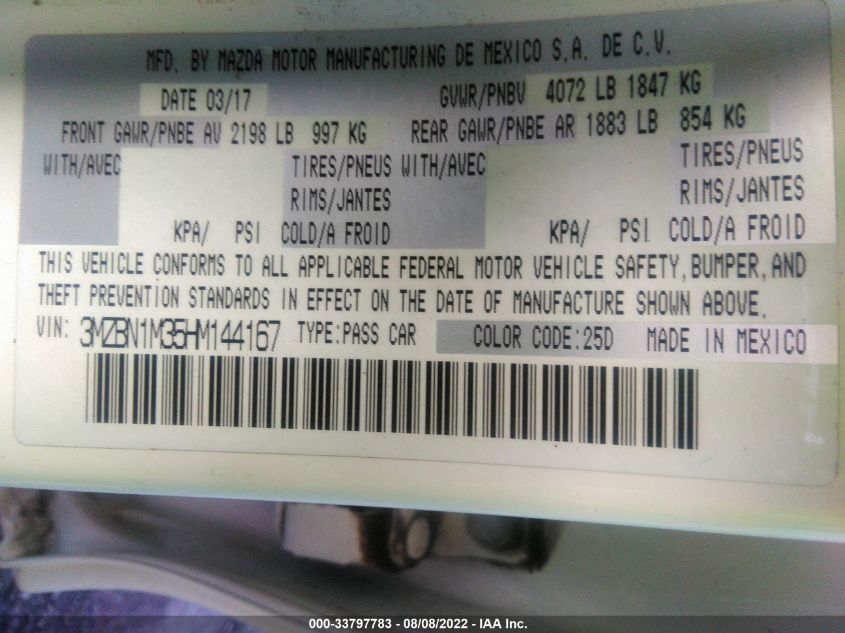 MFD. BY MAZDA MOTOR MANUFACTURING DE MEXICO S.A. DE C.V.
DATE 03/17 GVWR/PNBV 4072 LB 1847 KG
FRONT GAWR/PNBE AV 2198 LB 997 KG REAR GAWR/PNBE AR 1883 LB 854 KG
WITH/AVEC TIRES/PNEUS WITH/AVEC TIRES/PNEUS
RIMS/JANTES RIMS/JANTES
KPA/ PSI COLD/A FROID KPA/ PSI COLD/A FROID
THIS VEHICLE CONFORMS TO ALL APPLICABLE FEDERAL MOTOR VEHICLE SAFETY, BUMPER, AND
THEFT PREVENTION STANDARDS IN EFFECT ON THE DATE OF MANUFACTURE SHOWN ABOVE.
VIN: 3MZBN1M35HM144167 TYPE:PASS CAR COLOR CODE:25D MADE IN MEXICO
000-33797783 - 08/08/2022 - IAA Inc.